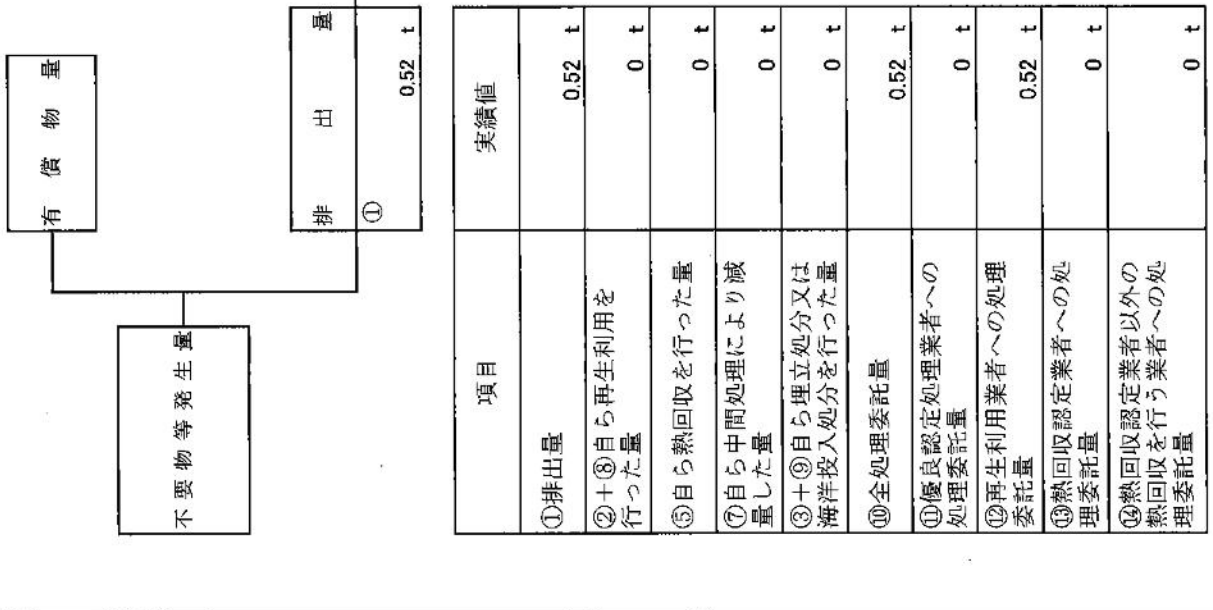 有償物量
不要物等発生量
排出量
①
0.52 t
項目 実績値
①排出量 0.52 t
②+⑧自ら再生利用を
行った量 0 t
⑤自ら熱回収を行った量 0 t
⑦自ら中間処理により減
量した量 0 t
③+⑨自ら埋立処分又は
海洋投入処分を行った量 0 t
⑩全処理委託量 0.52 t
⑪優良認定処理業者への
処理委託量 0 t
⑫再生利用業者への処理
委託量 0.52 t
⑬熱回収認定業者への処
理委託量 0 t
⑭熱回収認定業者以外の
熱回収を行う業者への処
理委託量 0 t